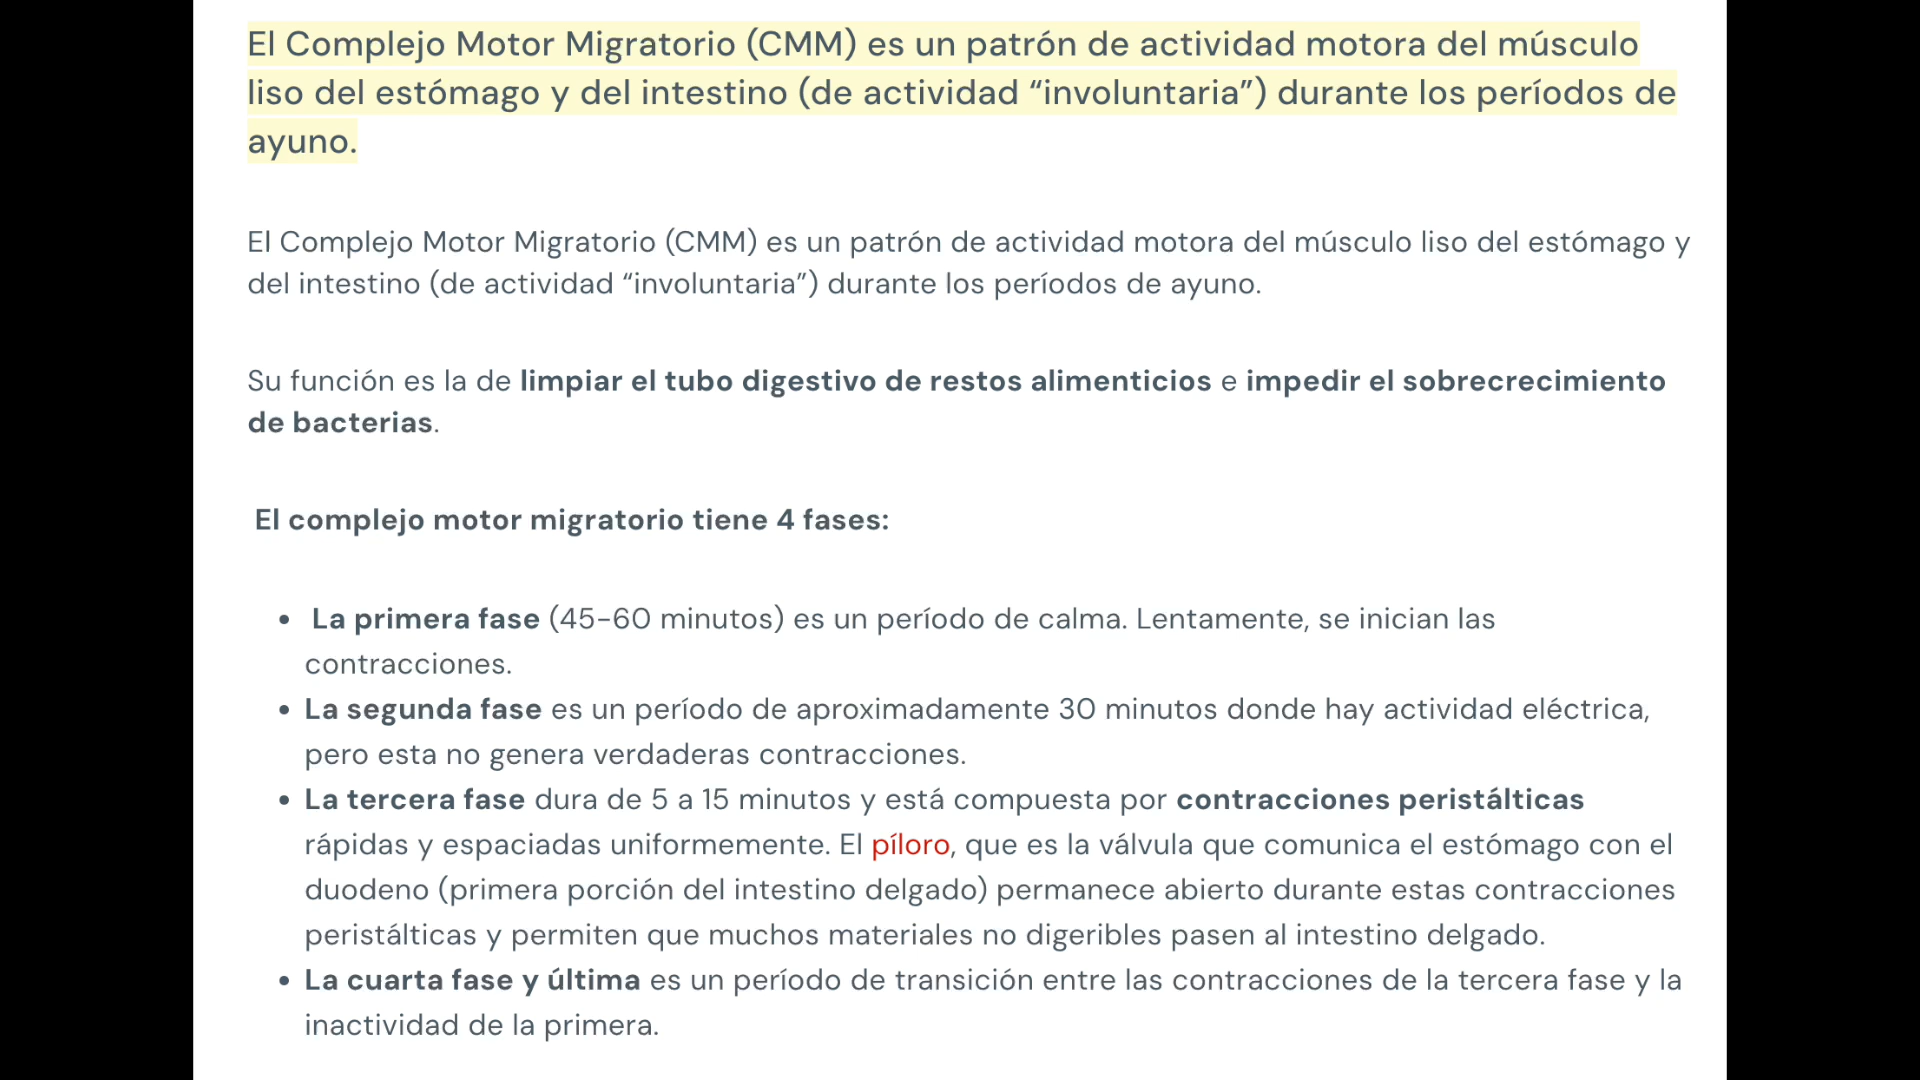 El Complejo Motor Migratorio (CMM) es un patrón de actividad motora del músculo
liso del estómago y del intestino (de actividad “involuntaria”) durante los períodos de
ayuno.
El Complejo Motor Migratorio (CMM) es un patrón de actividad motora del músculo liso del estómago y
del intestino (de actividad “involuntaria”) durante los períodos de ayuno.
Su función es la de limpiar el tubo digestivo de restos alimenticios e impedir el sobrecrecimiento
de bacterias.
El complejo motor migratorio tiene 4 fases:
• La primera fase (45-60 minutos) es un período de calma. Lentamente, se inician las
contracciones.
• La segunda fase es un período de aproximadamente 30 minutos donde hay actividad eléctrica,
pero esta no genera verdaderas contracciones.
• La tercera fase dura de 5 a 15 minutos y está compuesta por contracciones peristálticas
rápidas y espaciadas uniformemente. El píloro, que es la válvula que comunica el estómago con el
duodeno (primera porción del intestino delgado) permanece abierto durante estas contracciones
peristálticas y permiten que muchos materiales no digeribles pasen al intestino delgado.
• La cuarta fase y última es un período de transición entre las contracciones de la tercera fase y la
inactividad de la primera.